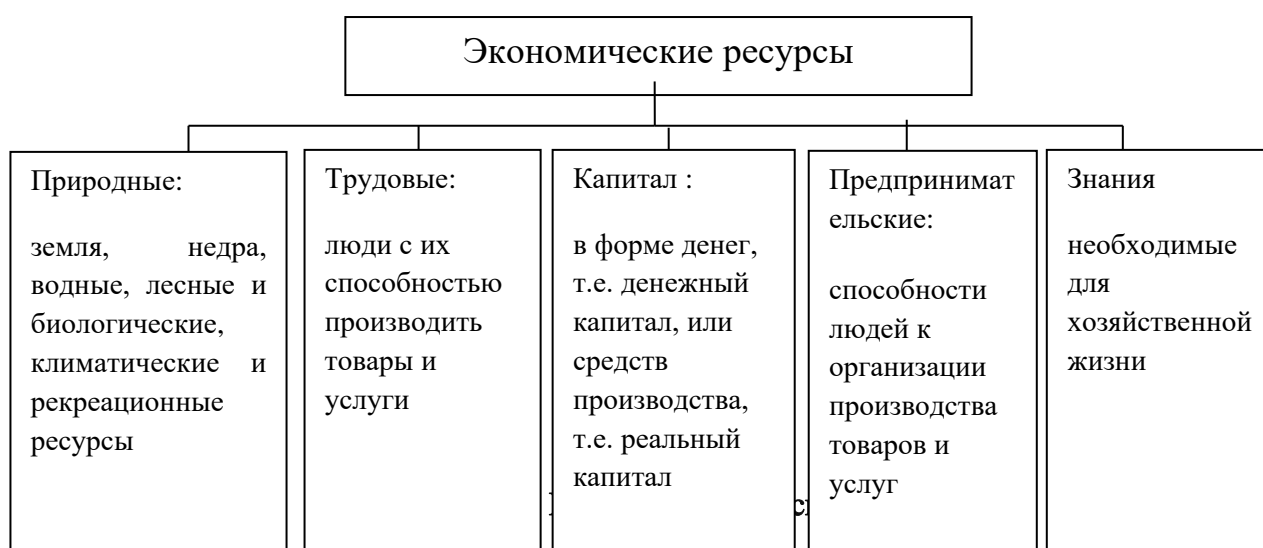 Экономические ресурсы
Природные:
земля, недра,
водные, лесные и
биологические,
климатические и
рекреационные
ресурсы
Трудовые:
люди с их
способностью
производить
товары и
услуги
Капитал :
в форме денег,
т.е. денежный
капитал, или
средств
производства,
т.е. реальный
капитал
Предпринимат
ельские:
способности
людей к
организации
производства
товаров и
услуг
Знания
необходимые
для
хозяйственной
жизни